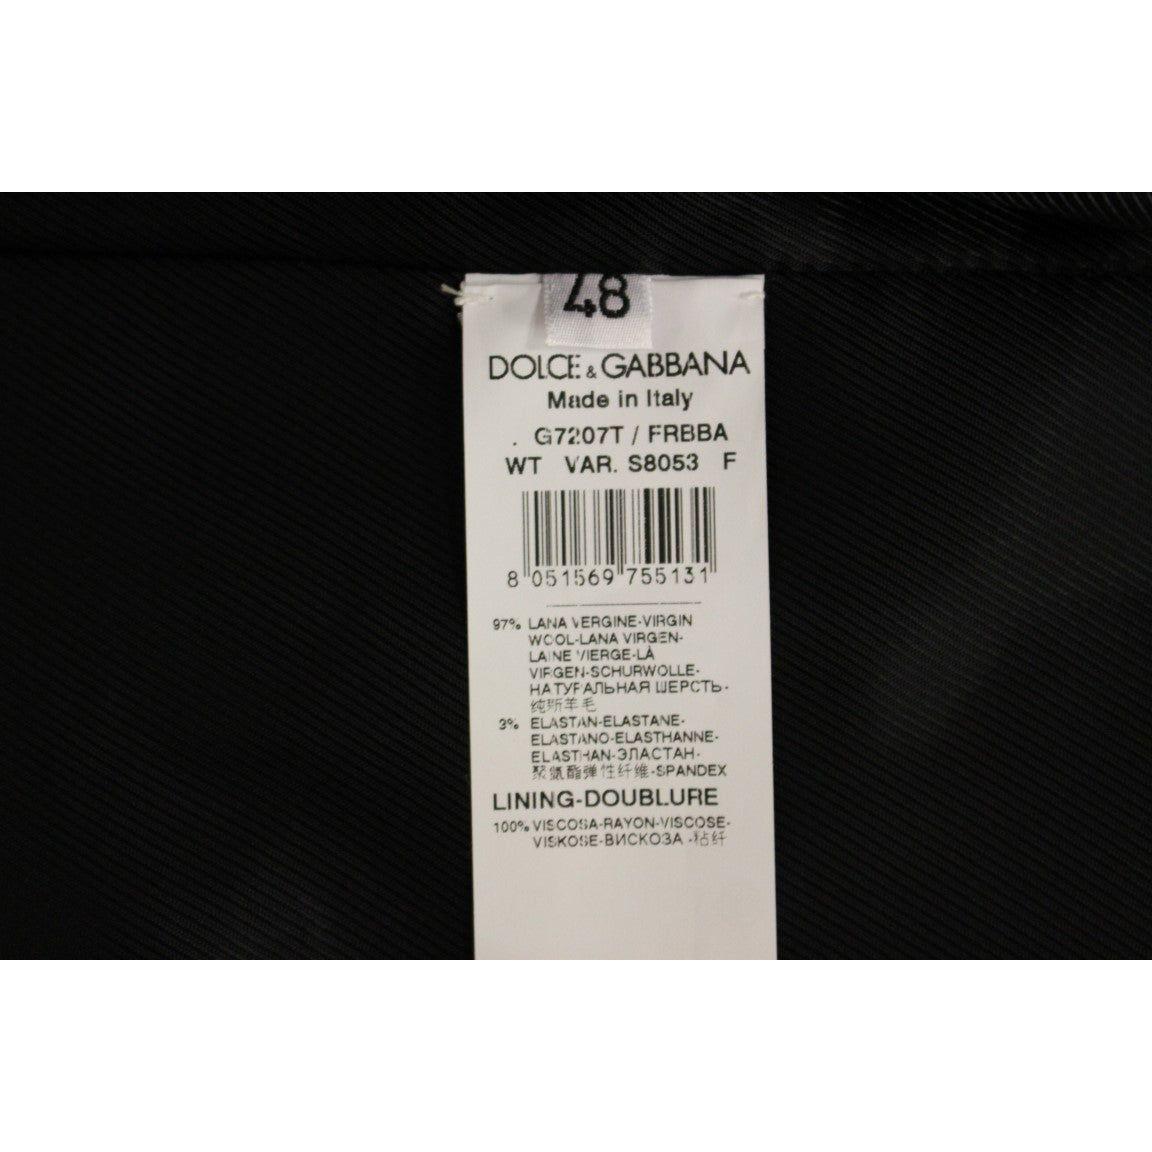 48
DOLCE & GABBANA
Made in Italy
. G7207T / FRBBA
WT VAR. S8053 F
8 051569 755131
97% LANA VERGINE-VIRGIN
WOOL-LANA VIRGEN-
LAINE VIERGE-LÀ
VIRGEN-SCHURWOLLE-
НАТУРАЛЬНАЯ ШЕРСТЬ-
纯新羊毛
3% ELASTAN-ELASTANE-
ELASTANO-ELASTHANNE-
ELASTHAN-ЭЛАСТАН-
聚氨酯弹性纤维-SPANDEX
LINING-DOUBLURE
100% VISCOSA-RAYON-VISCOSE-
VISKOSE-ВИСКОЗА -粘纤